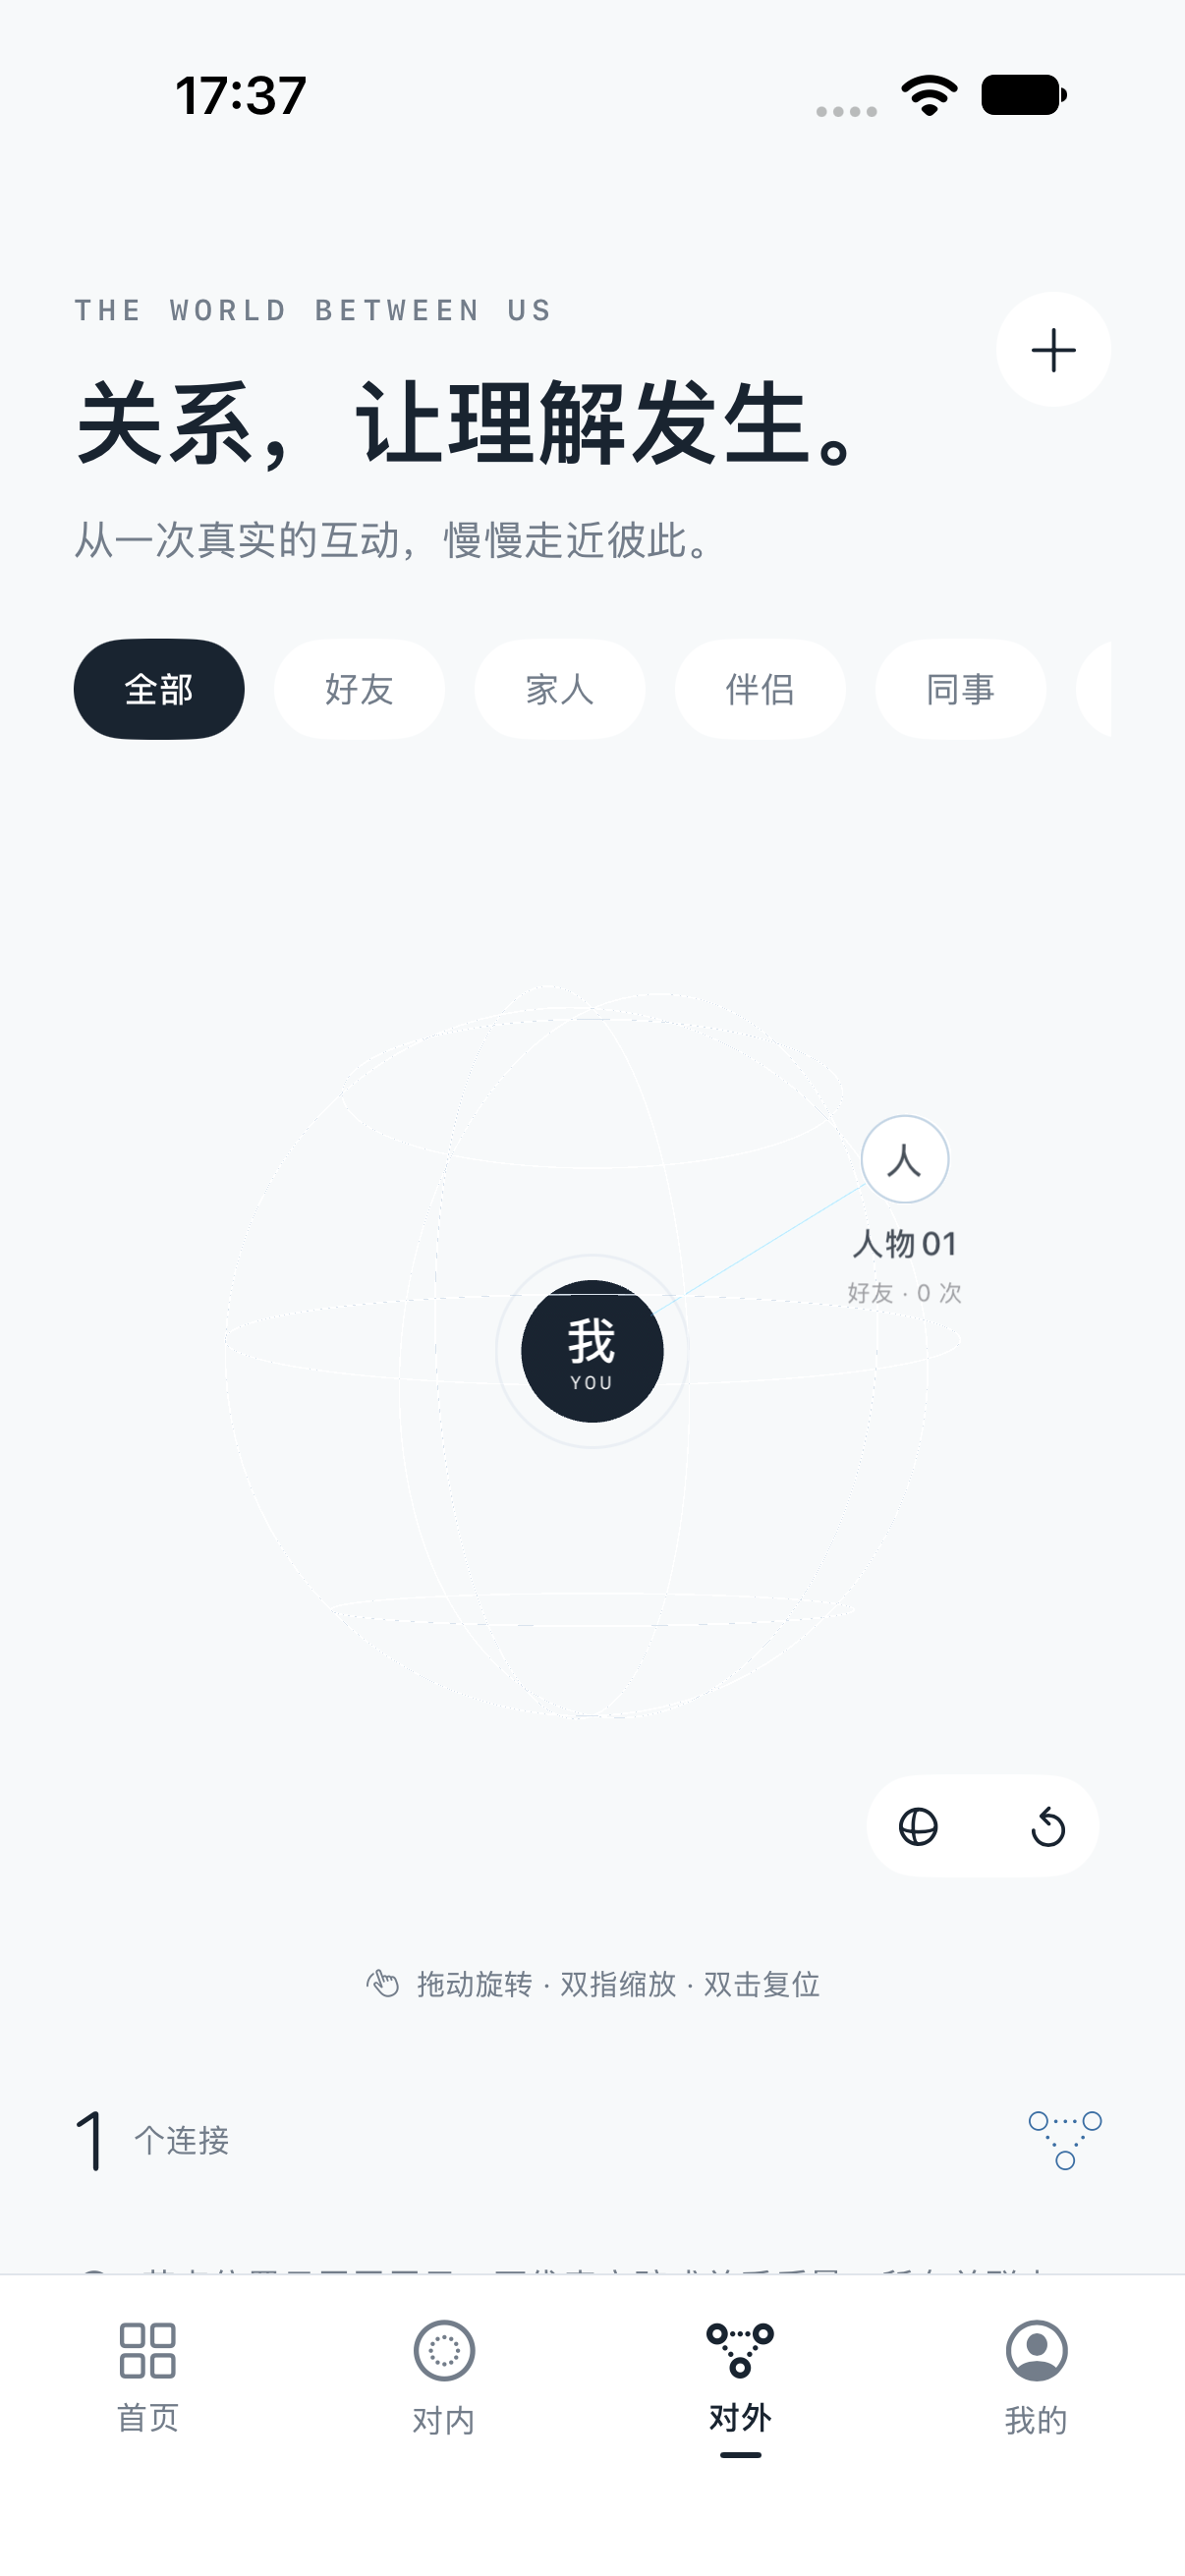 17:37
THE WORLD BETWEEN US
关系，让理解发生。
从一次真实的互动，慢慢走近彼此。
全部
好友
家人
伴侣
同事
人
人物 01
好友 · 0 次
我
YOU
拖动旋转 · 双指缩放 · 双击复位
1 个连接
首页
对内
对外
我的